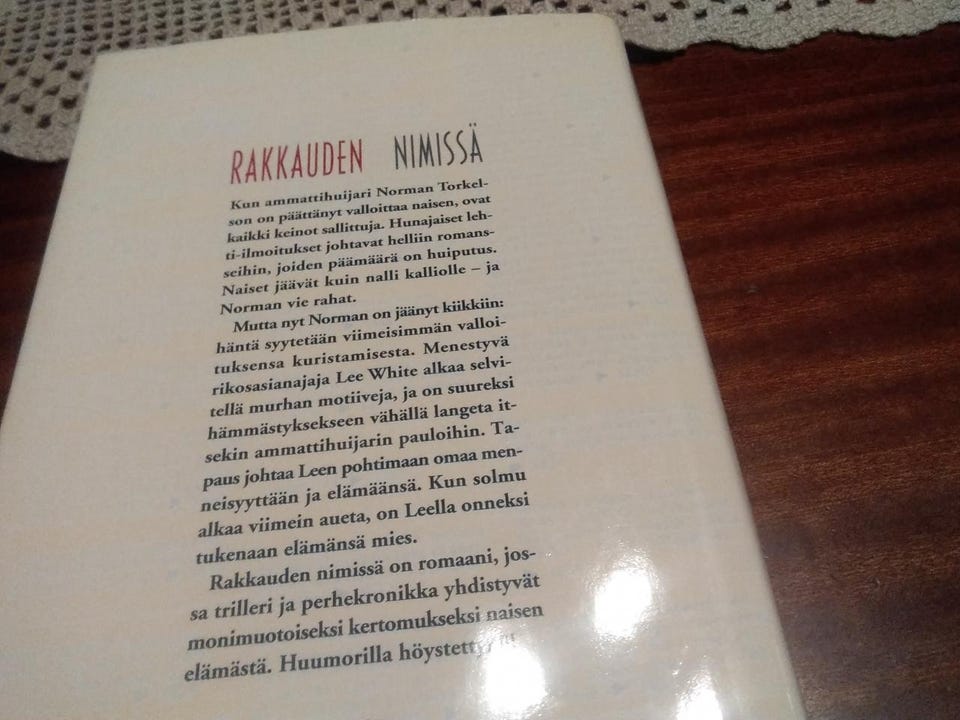 RAKKAUDEN NIMISSÄ
Kun ammattihuijari Norman Torkel-
son on päättänyt valloittaa naisen, ovat
kaikki keinot sallittuja. Hunajaiset leh-
ti-ilmoitukset johtavat helliin romans-
seihin, joiden päämäärä on huiputus.
Naiset jäävät kuin nalli kalliolle – ja
Norman vie rahat.
Mutta nyt Norman on jäänyt kiikkiin:
häntä syytetään viimeisimmän valloi-
tuksensa kuristamisesta. Menestyvä
rikosasianajaja Lee White alkaa selvi-
tellä murhan motiiveja, ja on suureksi
hämmästyksekseen vähällä langeta it-
sekin ammattihuijarin pauloihin. Ta-
paus johtaa Leen pohtimaan omaa men-
neisyyttään ja elämäänsä. Kun solmu
alkaa viimein aueta, on Leella onneksi
tukenaan elämänsä mies.
Rakkauden nimissä on romaani, jos-
sa trilleri ja perhekronikka yhdistyvät
monimuotoiseksi kertomukseksi naisen
elämästä. Huumorilla